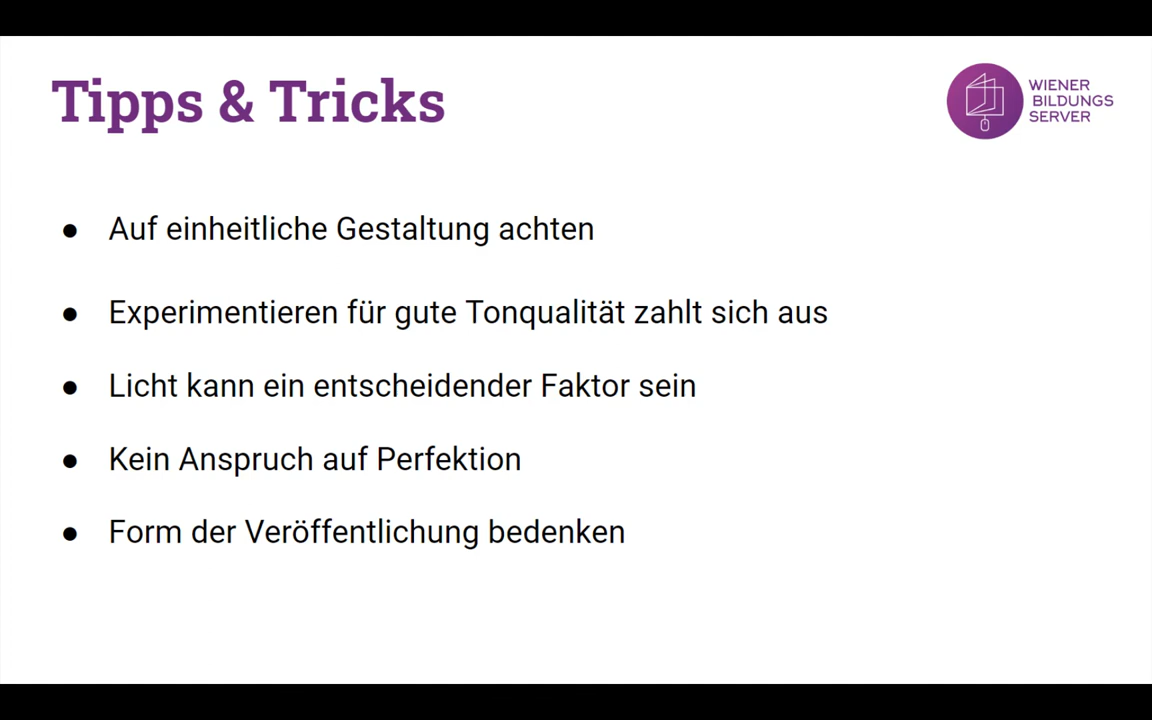 Tipps & Tricks
WIENER
BILDUNGS
SERVER
● Auf einheitliche Gestaltung achten
● Experimentieren für gute Tonqualität zahlt sich aus
● Licht kann ein entscheidender Faktor sein
● Kein Anspruch auf Perfektion
● Form der Veröffentlichung bedenken